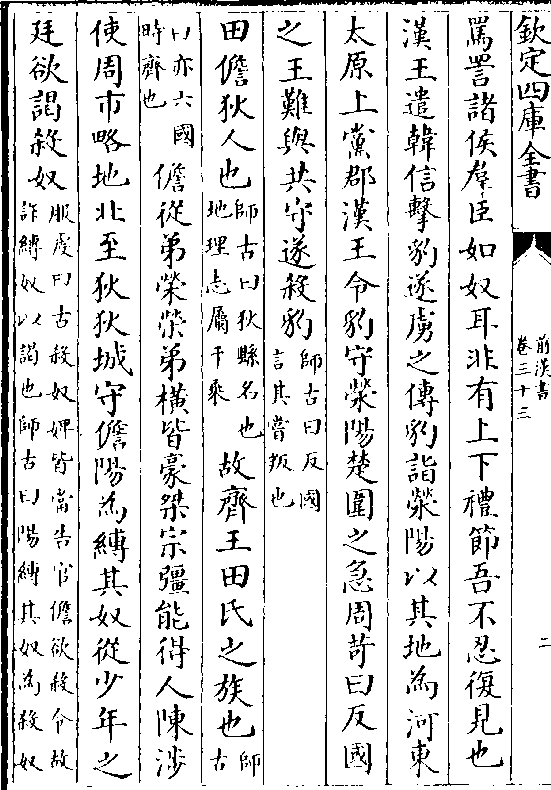 欽定四庫全書
前漢書
卷三十三
二
罵詈諸侯羣臣如奴耳非有上下禮節吾不忍復見也
漢王遣韓信擊豹遂虜之傳豹詣滎陽以其地為河東
太原上黨郡漢王令豹守滎陽楚圍之急周苛曰反國
之王難與共守遂殺豹師古曰反國言其嘗叛也
田儋狄人也師古曰狄縣名也地理志屬千乘故齊王田氏之族也師古
曰亦六國時齊也儋從弟榮榮弟橫皆豪桀宗彊能得人陳涉
使周市略地北至狄狄城守儋陽為縛其奴從少年之
廷欲謁殺奴服虔曰古殺奴婢皆當告官儋欲殺令故詐縛奴以謁也師古曰陽縛其奴為殺奴